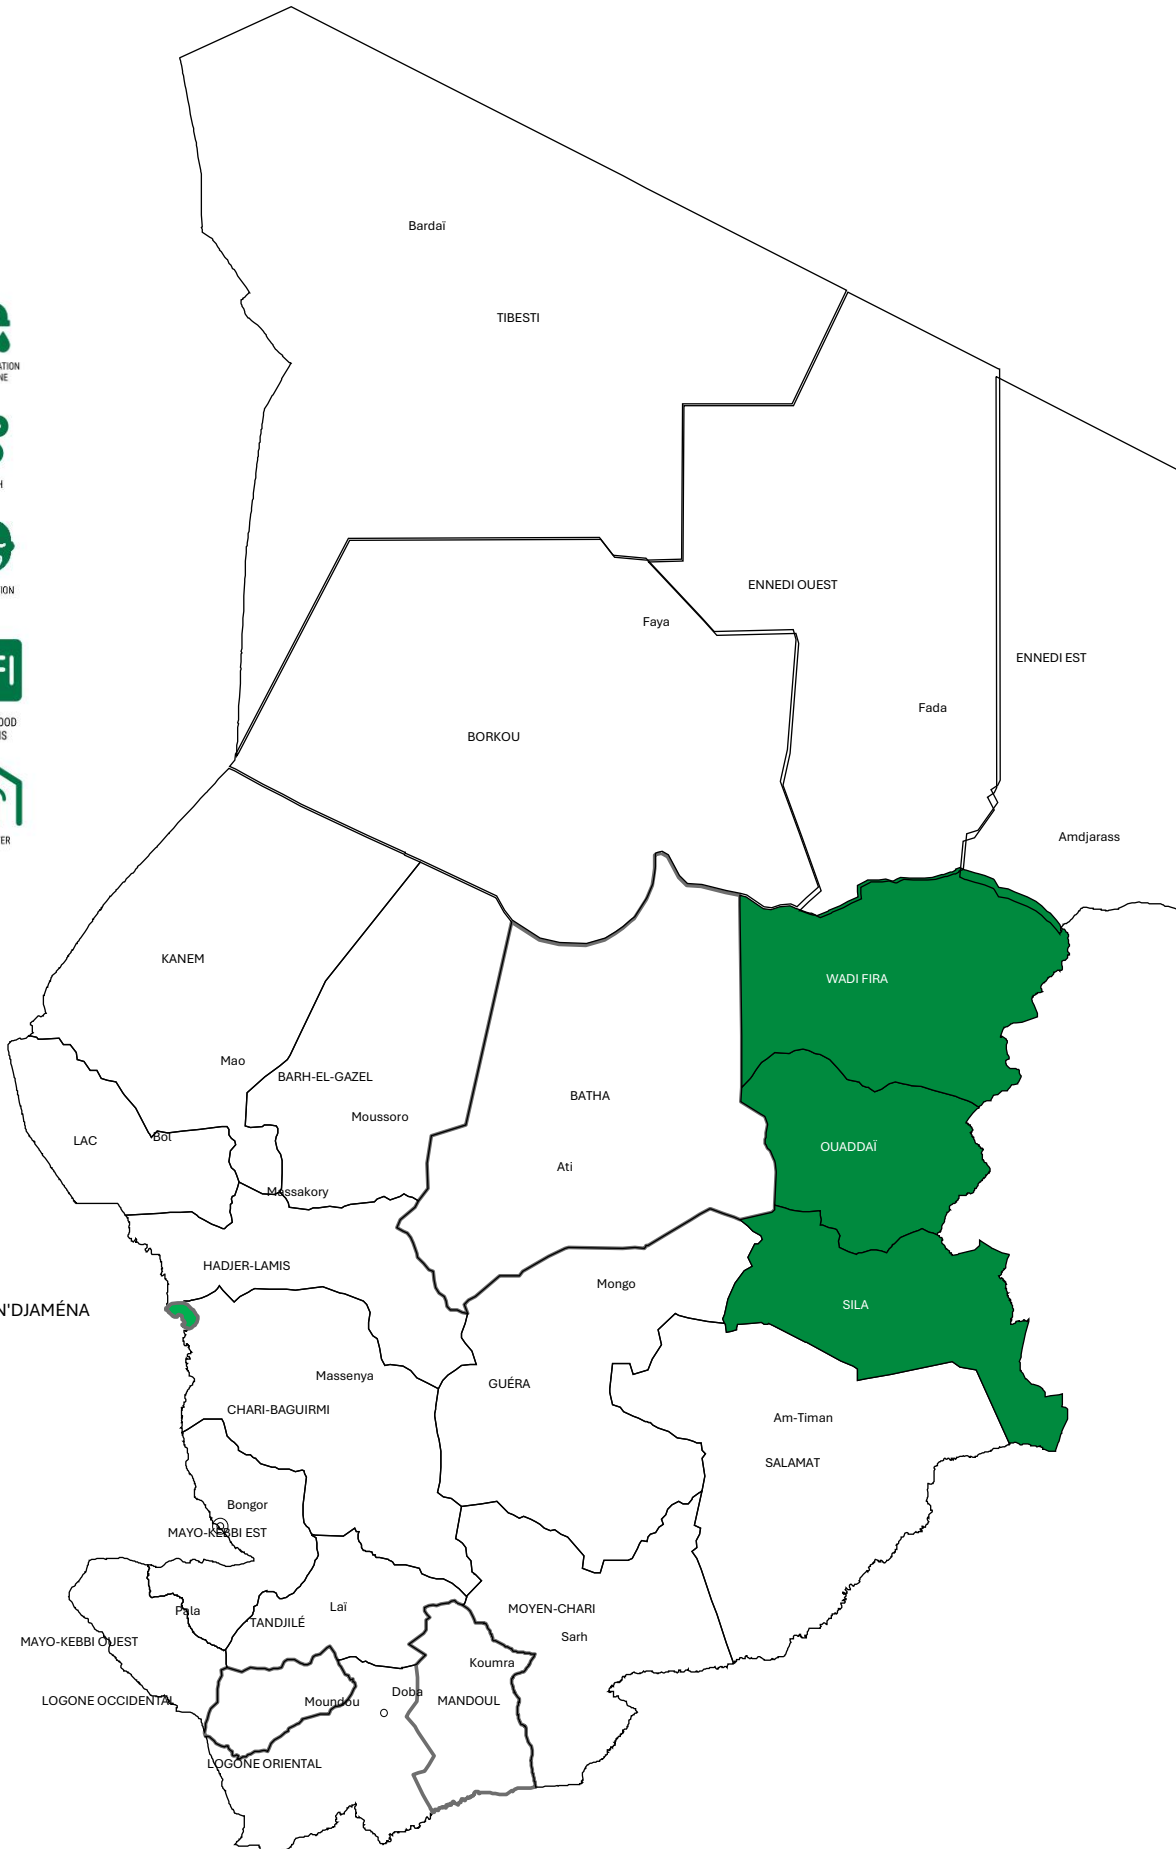 Bardaï
TIBESTI
ENNEDI OUEST
Faya
ENNEDI EST
Fada
BORKOU
Amdjarass
KANEM
WADI FIRA
Mao
BARH-EL-GAZEL
BATHA
Moussoro
LAC
Bol
OUADDAÏ
Ati
Massakory
HADJER-LAMIS
Mongo
N'DJAMÉNA
SILA
Massenya
GUÉRA
CHARI-BAGUIRMI
Am-Timan
SALAMAT
Bongor
MAYO-KEBBI EST
Pala
Laï
MOYEN-CHARI
TANDJILÉ
Sarh
MAYO-KEBBI OUEST
Koumra
LOGONE OCCIDENTAL
Moundou
Doba
MANDOUL
LOGONE ORIENTAL